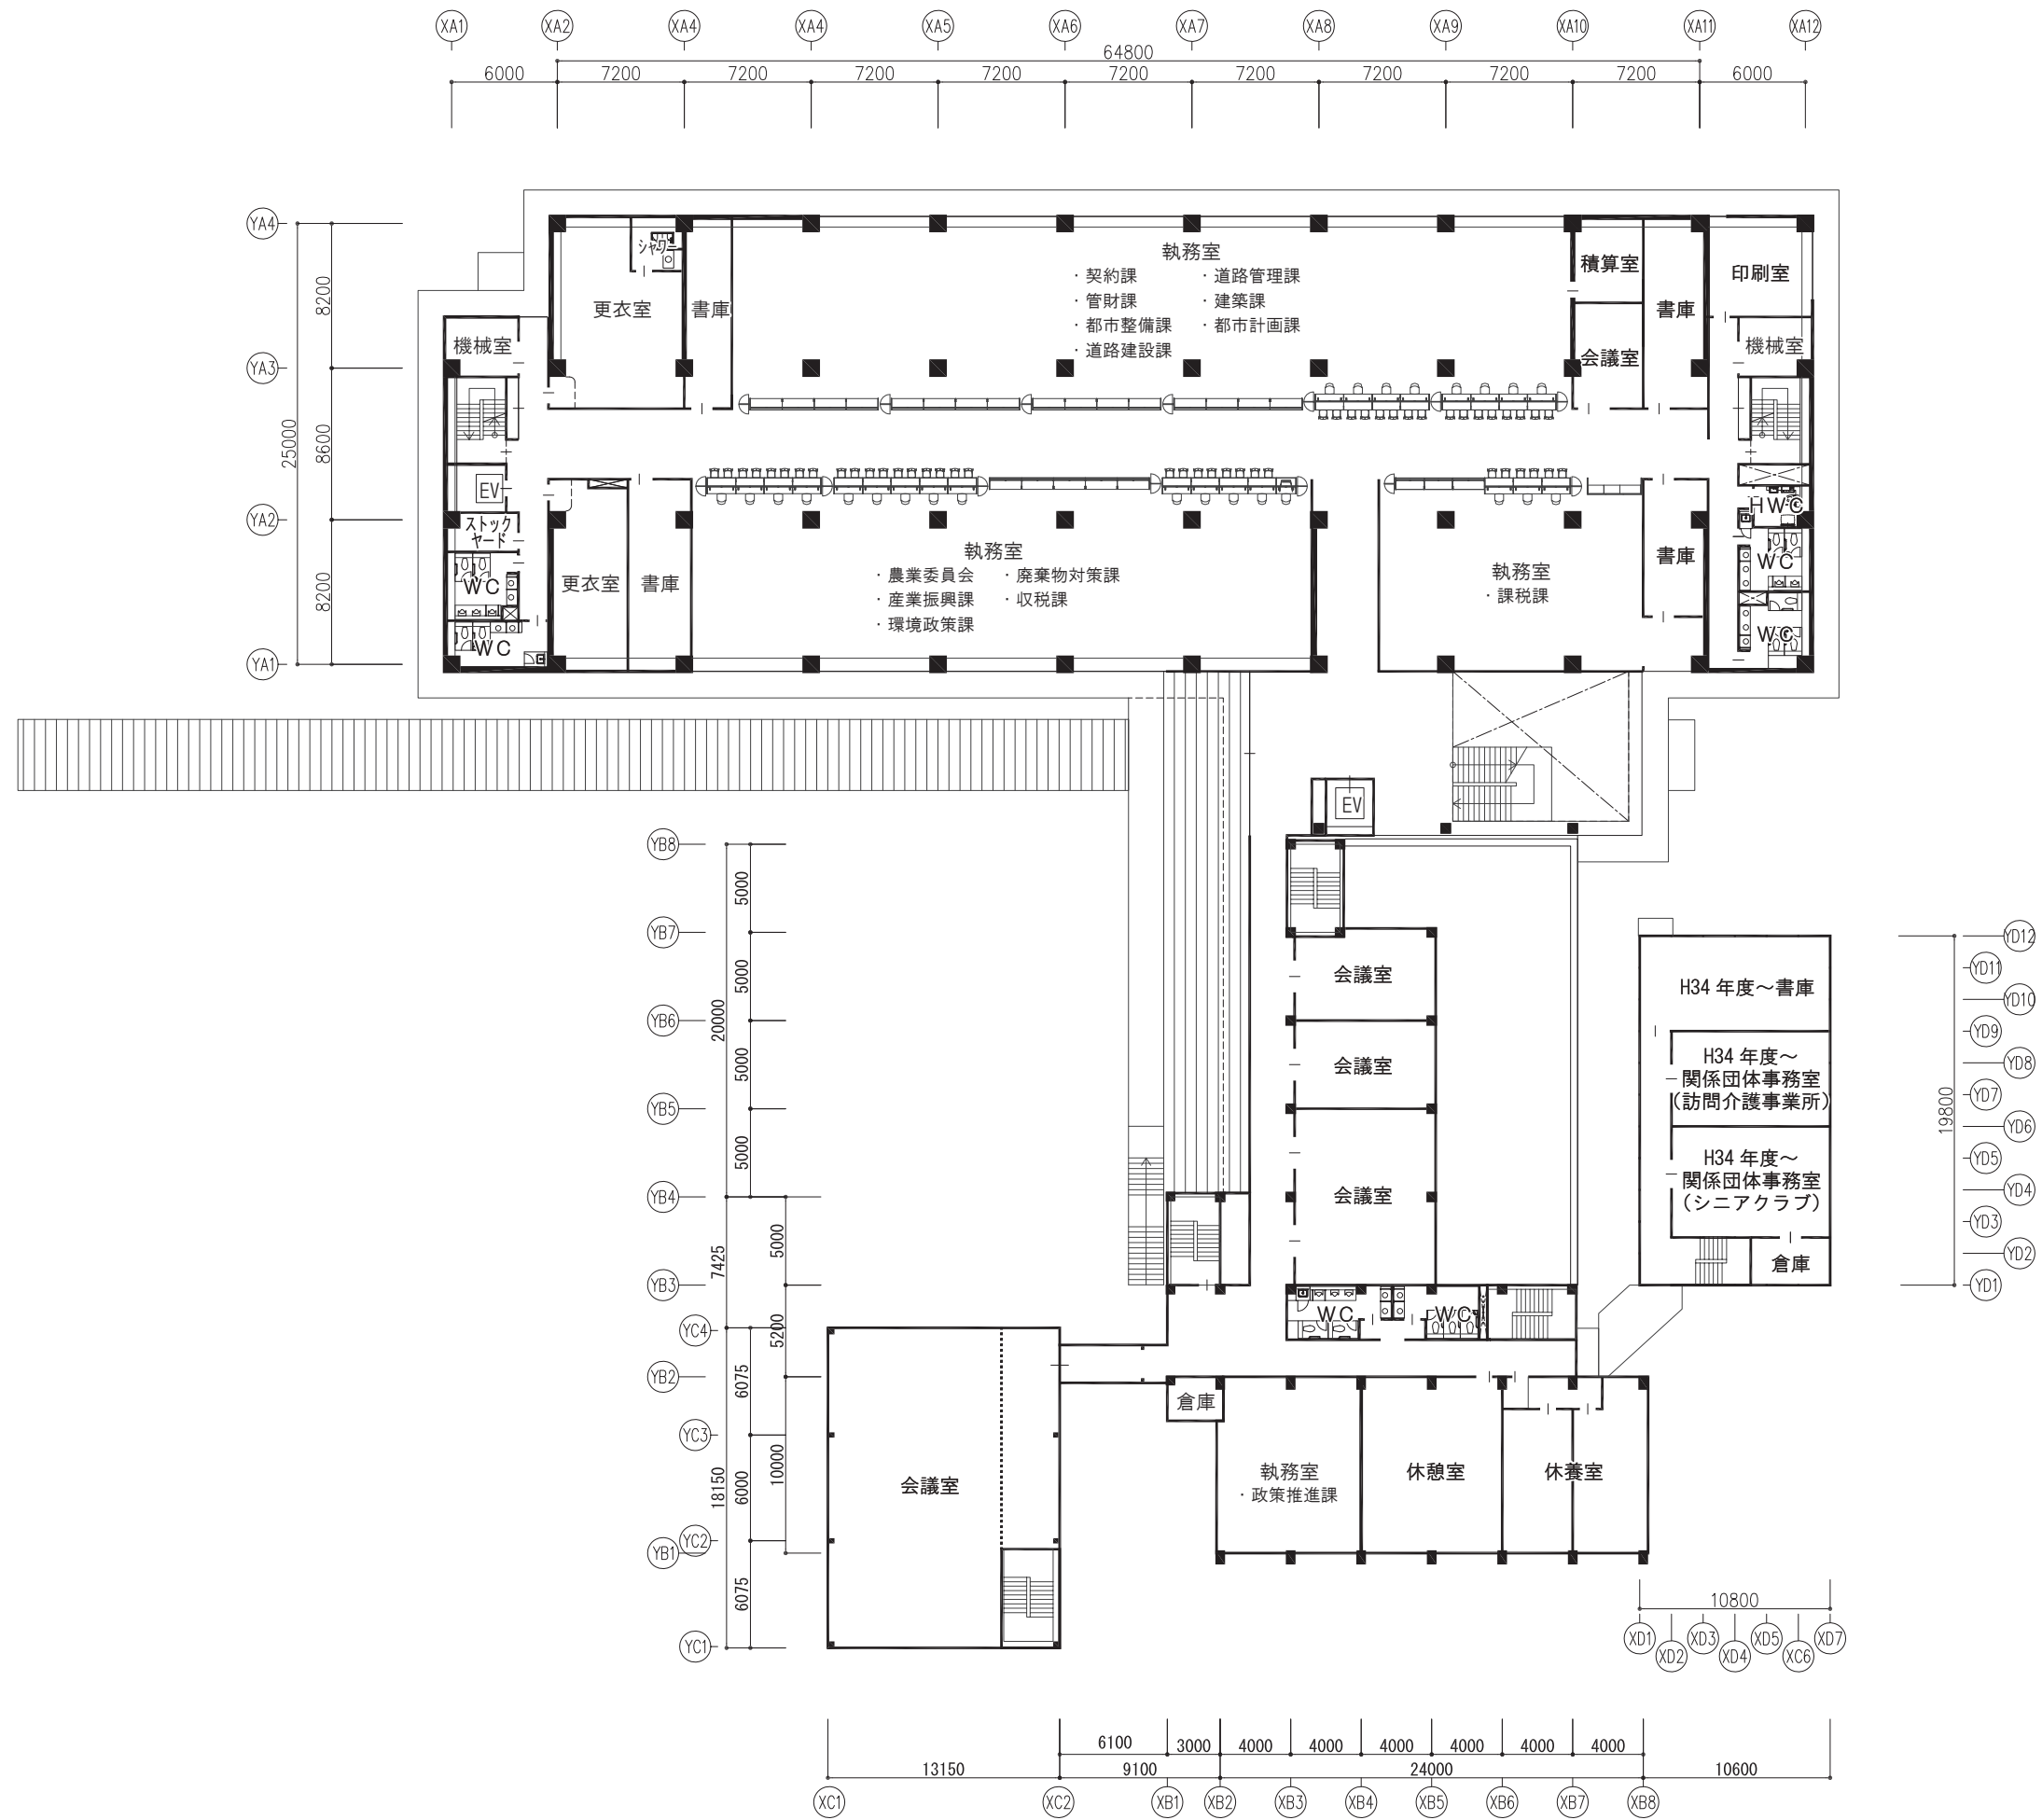 XA1 XA2 XA4 XA4 XA5 XA6 XA7 XA8 XA9 XA10 XA11 XA12
64800
6000 7200 7200 7200 7200 7200 7200 7200 7200 7200 6000
YA4
YA3
YA2
YA1
25000
8200
8600
8200
シャワー
更衣室
書庫
機械室
執務室
・契約課 ・道路管理課
・管財課 ・建築課
・都市整備課 ・都市計画課
・道路建設課
積算室
会議室
書庫
印刷室
機械室
EV
ストック
ヤード
WC
WC
更衣室
書庫
執務室
・農業委員会 ・廃棄物対策課
・産業振興課 ・収税課
・環境政策課
執務室
・課税課
書庫
HWC
WC
WC
EV
YB8
YB7
YB6
YB5
YB4
YB3
YC4
YB2
YC3
YC2
YB1
YC1
5000
5000
5000
5000
20000
5000
7425
5200
6075
10000
6000
18150
6075
会議室
会議室
会議室
WC
WC
倉庫
会議室
執務室
・政策推進課
休憩室
休養室
H34 年度～書庫
H34 年度～
関係団体事務室
（訪問介護事業所）
H34 年度～
関係団体事務室
（シニアクラブ）
倉庫
19800
YD12
YD11
YD10
YD9
YD8
YD7
YD6
YD5
YD4
YD3
YD2
YD1
10800
XD1 XD2 XD3 XD4 XD5 XC6 XD7
6100 3000 4000 4000 4000 4000 4000 4000
13150 9100 24000 10600
XC1 XC2 XB1 XB2 XB3 XB4 XB5 XB6 XB7 XB8